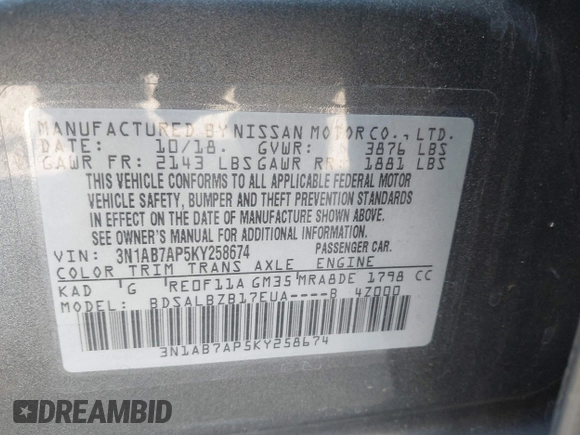 MANUFACTURED BY NISSAN MOTOR CO., LTD.
DATE: 10/18. GVWR: 3876 LBS
GAWR FR: 2143 LBS GAWR RR: 1881 LBS
THIS VEHICLE CONFORMS TO ALL APPLICABLE FEDERAL MOTOR
VEHICLE SAFETY, BUMPER AND THEFT PREVENTION STANDARDS
IN EFFECT ON THE DATE OF MANUFACTURE SHOWN ABOVE.
SEE OWNER'S MANUAL FOR ADDITIONAL INFORMATION.
VIN: 3N1AB7AP5KY258674 PASSENGER CAR.
COLOR TRIM TRANS AXLE ENGINE
KAD G RE0F11A GM35 MRA8DE 1798 CC
MODEL: BDSALBZB17EUA----B 4Z000
3N1AB7AP5KY258674
DREAMBID